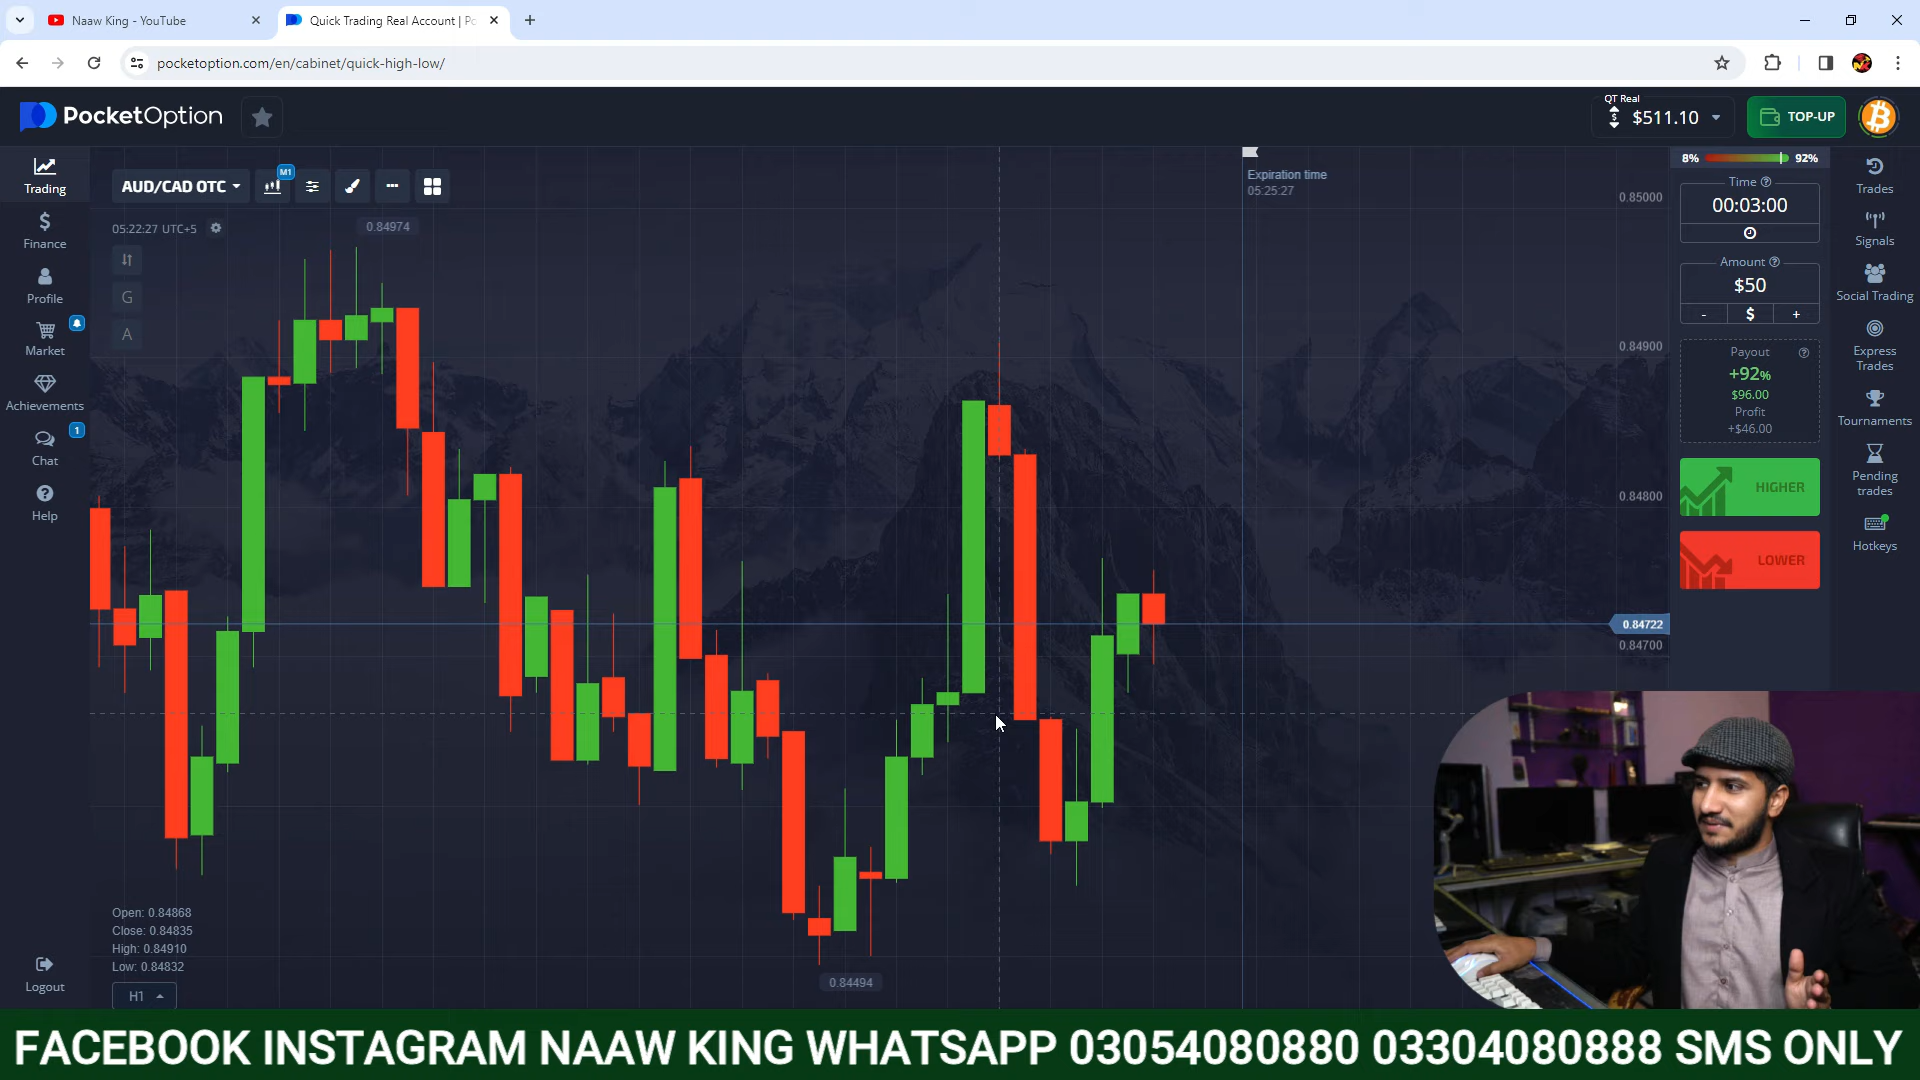 Naaw King - YouTube
Quick Trading Real Account | Po
pocketoption.com/en/cabinet/quick-high-low/
PocketOption
QT Real
$511.10
TOP-UP
Trading
Finance
Profile
Market
Achievements
1
Chat
Help
Logout
AUD/CAD OTC
M1
05:22:27 UTC+5
G
A
0.84974
Expiration time
05:25:27
0.85000
0.84900
0.84800
0.84722
0.84700
0.84494
Open: 0.84868
Close: 0.84835
High: 0.84910
Low: 0.84832
H1
8% 92%
Time
00:03:00
Amount
$50
- $ +
Payout
+92%
$96.00
Profit
+$46.00
HIGHER
LOWER
Trades
Signals
Social Trading
Express
Trades
Tournaments
Pending
trades
Hotkeys
FACEBOOK INSTAGRAM NAAW KING WHATSAPP 03054080880 03304080888 SMS ONLY